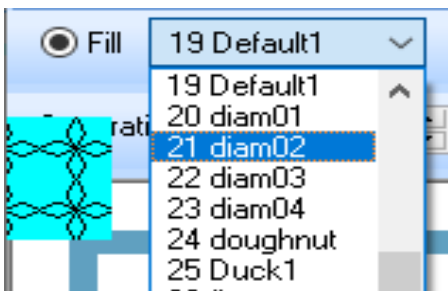 Fill
19 Default1
19 Default1
20 diam01
21 diam02
22 diam03
23 diam04
24 doughnut
25 Duck1